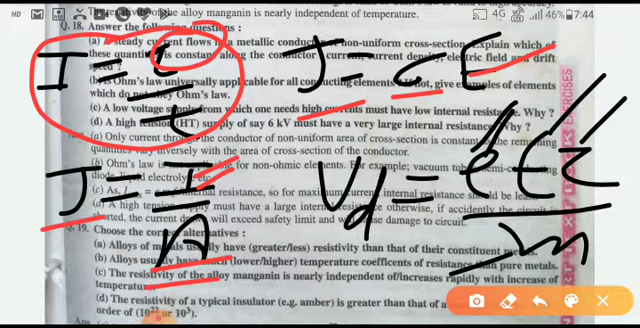 HD M 4G 46% 7:44
the alloy manganin is nearly independent of temperature.
Q. 18. Answer the following questions :
(a) A steady current flows in a metallic conductor of non-uniform cross-section. Explain which of
these quantities is constant along the conductor : current, current density, electric field and drift
speed ?
(b) Is Ohm's law universally applicable for all conducting elements ? If not, give examples of elements
which do not obey Ohm's law.
(c) A low voltage supply from which one needs high currents must have low internal resistance. Why ?
(d) A high tension (HT) supply of say 6 kV must have a very large internal resistance. Why ?
(a) Only current through the conductor of non-uniform area of cross-section is constant as the remaining
quantities vary inversely with the area of cross-section of the conductor.
(b) Ohm's law is not applicable for non-ohmic elements. For example; vacuum tubes, semi-conducting
diode, liquid electrolyte etc.
(c) As, I = internal resistance, so for maximum current internal resistance should be least.
(d) A high tension supply must have a large internal resistance otherwise, if accidently the circuit is
shorted, the current drawn will exceed safety limit and will cause damage to circuit.
Q. 19. Choose the correct alternatives :
(a) Alloys of metals usually have (greater/less) resistivity than that of their constituent metals.
(b) Alloys usually have much (lower/higher) temperature coefficents of resistance than pure metals.
(c) The resistivity of the alloy manganin is nearly independent of/increases rapidly with increase of
temperature.
(d) The resistivity of a typical insulator (e.g. amber) is greater than that of a
order of (10²² or 10³).
EXERCISES
J = σ E
J = I
A
Vd =
m